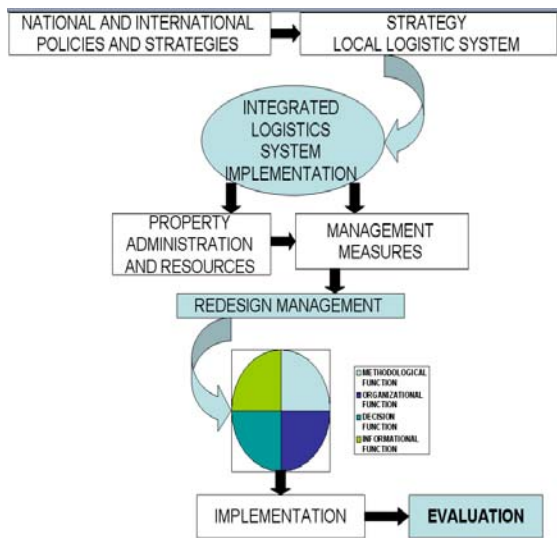 NATIONAL AND INTERNATIONAL
POLICIES AND STRATEGIES
STRATEGY
LOCAL LOGISTIC SYSTEM
INTEGRATED
LOGISTICS
SYSTEM
IMPLEMENTATION
PROPERTY
ADMINISTRATION
AND RESOURCES
MANAGEMENT
MEASURES
REDESIGN MANAGEMENT
METHODOLOGICAL
FUNCTION
ORGANIZATIONAL
FUNCTION
DECISION
FUNCTION
INFORMATIONAL
FUNCTION
IMPLEMENTATION
EVALUATION